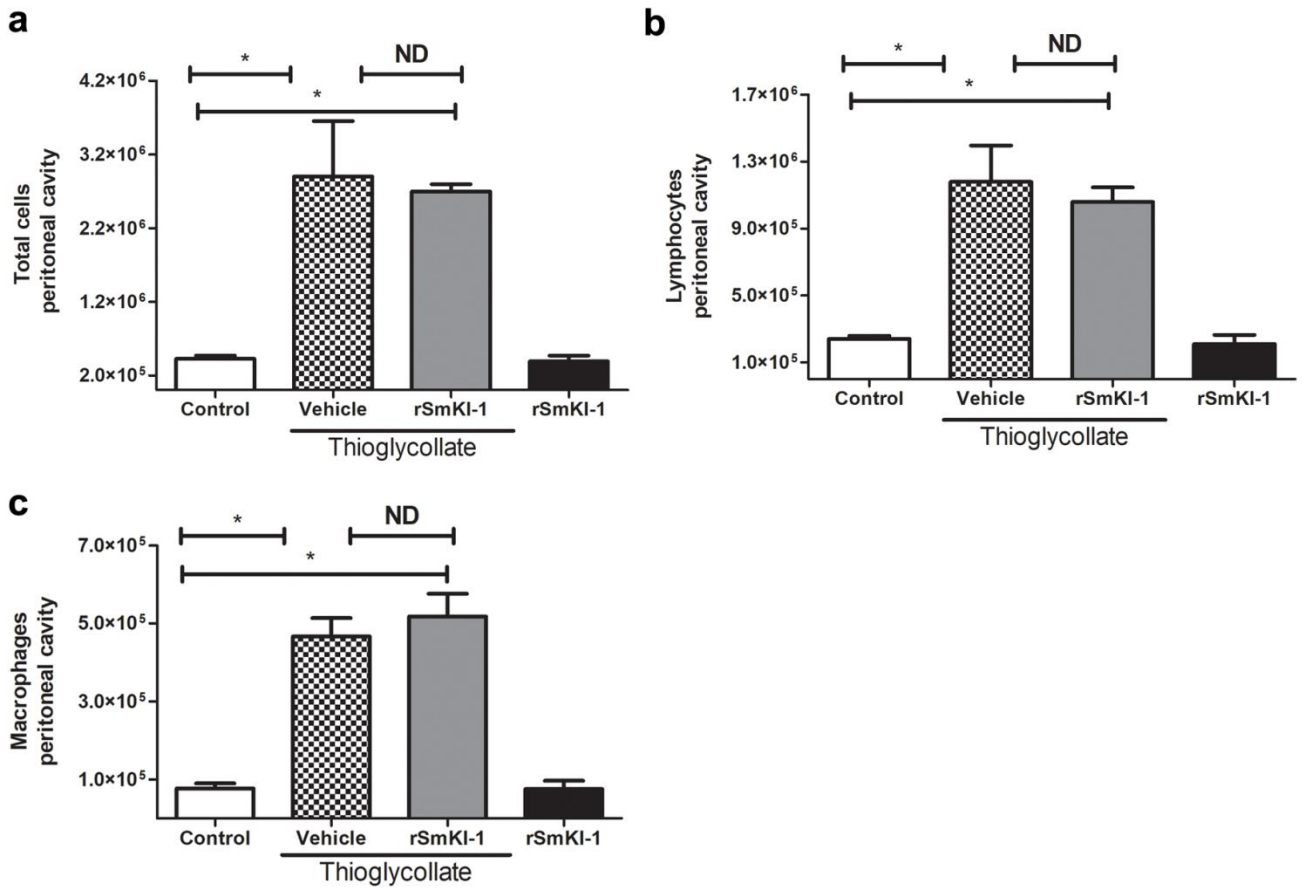 a
Total cells
peritoneal cavity
4.2×10⁶
3.2×10⁶
2.2×10⁶
1.2×10⁶
2.0×10⁵
*
ND
*
Control Vehicle rSmKI-1 rSmKI-1
Thioglycollate
b
Lymphocytes
peritoneal cavity
1.7×10⁶
1.3×10⁶
9.0×10⁵
5.0×10⁵
1.0×10⁵
*
ND
*
Control Vehicle rSmKI-1 rSmKI-1
Thioglycollate
c
Macrophages
peritoneal cavity
7.0×10⁵
5.0×10⁵
3.0×10⁵
1.0×10⁵
*
ND
*
Control Vehicle rSmKI-1 rSmKI-1
Thioglycollate